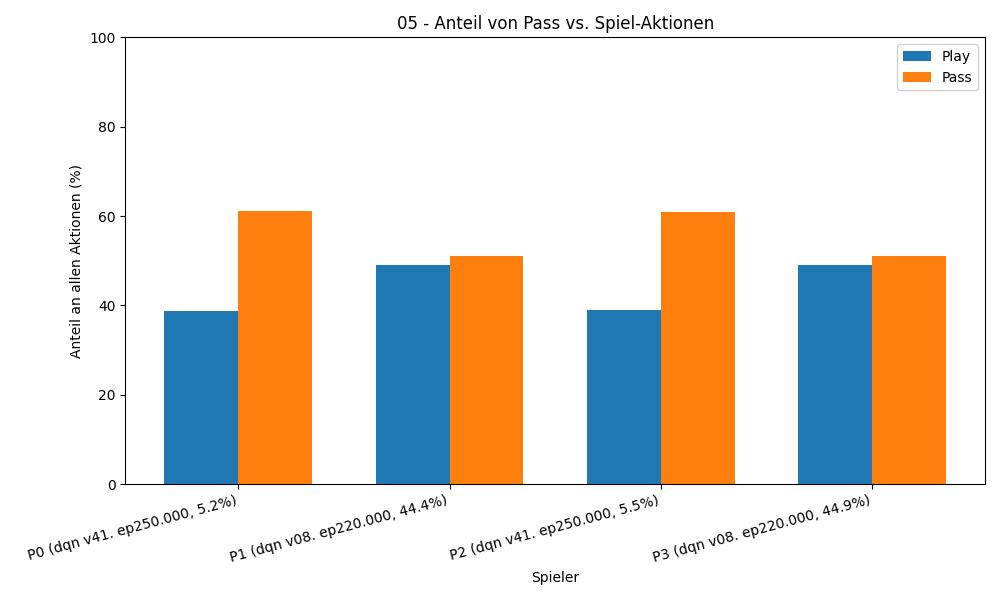 05 - Anteil von Pass vs. Spiel-Aktionen
Play
Pass
Anteil an allen Aktionen (%)
100
80
60
40
20
0
P0 (dqn v41. ep250.000, 5.2%)
P1 (dqn v08. ep220.000, 44.4%)
P2 (dqn v41. ep250.000, 5.5%)
P3 (dqn v08. ep220.000, 44.9%)
Spieler